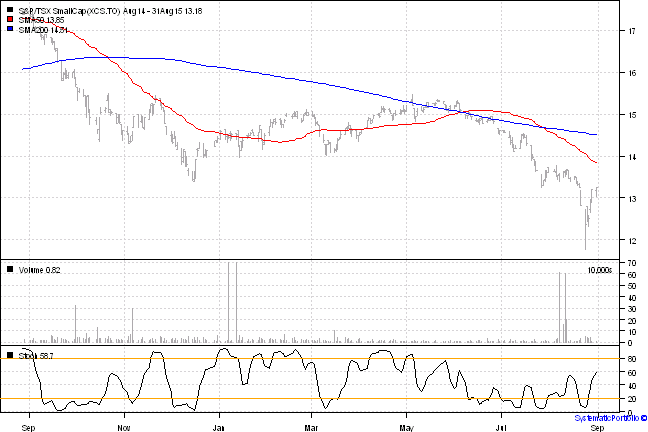 S&P/TSX SmallCap(XCS.TO) Aug14 - 31Aug15 13.18
SMA50 13.85
SMA200 14.51
17
16
15
14
13
12
Volume 0.82
10,000s
70
60
50
40
30
20
10
0
Stoch 58.7
80
60
40
20
0
Sep
Nov
Jan
Mar
May
Jul
Sep
SystematicPortfolio ©